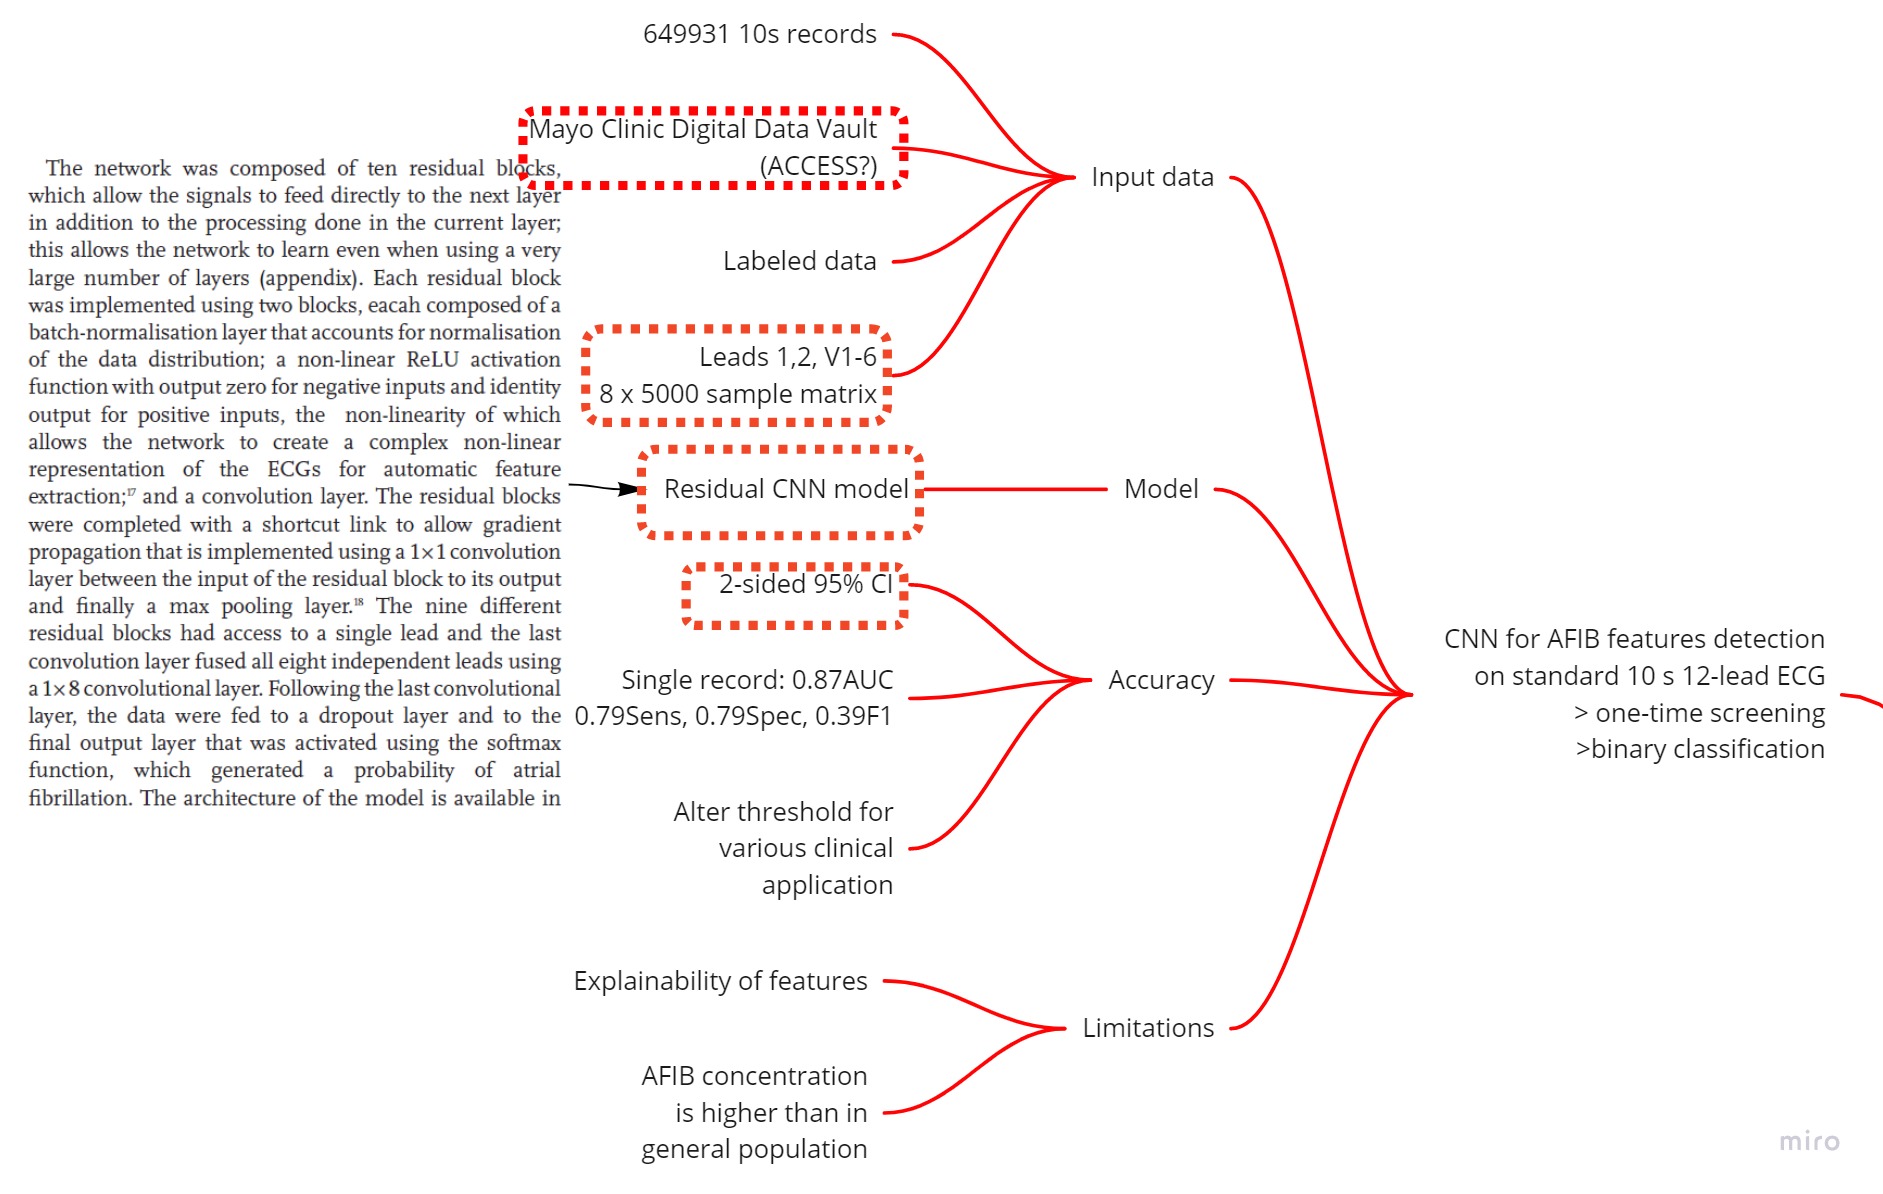 The network was composed of ten residual blocks,
which allow the signals to feed directly to the next layer
in addition to the processing done in the current layer;
this allows the network to learn even when using a very
large number of layers (appendix). Each residual block
was implemented using two blocks, eacah composed of a
batch-normalisation layer that accounts for normalisation
of the data distribution; a non-linear ReLU activation
function with output zero for negative inputs and identity
output for positive inputs, the non-linearity of which
allows the network to create a complex non-linear
representation of the ECGs for automatic feature
extraction;¹⁷ and a convolution layer. The residual blocks
were completed with a shortcut link to allow gradient
propagation that is implemented using a 1×1 convolution
layer between the input of the residual block to its output
and finally a max pooling layer.¹⁸ The nine different
residual blocks had access to a single lead and the last
convolution layer fused all eight independent leads using
a 1×8 convolutional layer. Following the last convolutional
layer, the data were fed to a dropout layer and to the
final output layer that was activated using the softmax
function, which generated a probability of atrial
fibrillation. The architecture of the model is available in
649931 10s records
Mayo Clinic Digital Data Vault
(ACCESS?)
Labeled data
Leads 1,2, V1-6
8 x 5000 sample matrix
Input data
Residual CNN model
Model
2-sided 95% CI
Single record: 0.87AUC
0.79Sens, 0.79Spec, 0.39F1
Alter threshold for
various clinical
application
Accuracy
Explainability of features
AFIB concentration
is higher than in
general population
Limitations
CNN for AFIB features detection
on standard 10 s 12-lead ECG
> one-time screening
>binary classification
miro